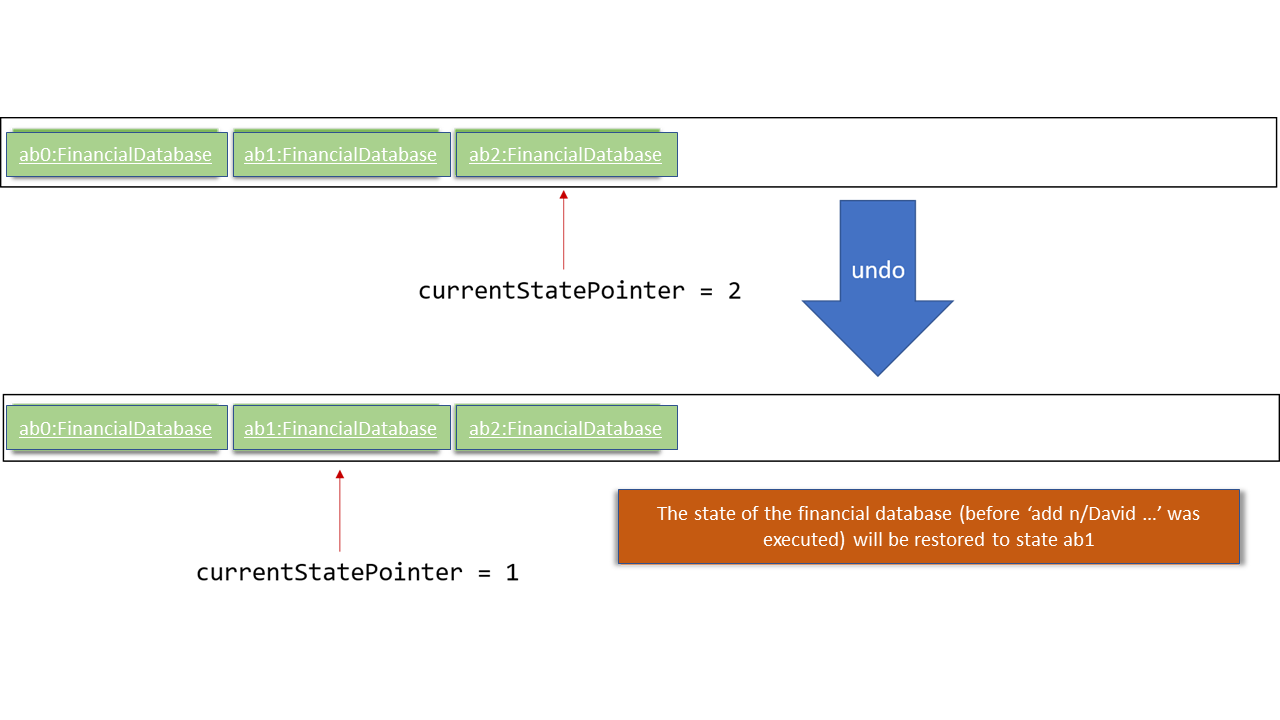 ab0:FinancialDatabase ab1:FinancialDatabase ab2:FinancialDatabase
undo
currentStatePointer = 2
ab0:FinancialDatabase ab1:FinancialDatabase ab2:FinancialDatabase
The state of the financial database (before ‘add n/David …’ was
executed) will be restored to state ab1
currentStatePointer = 1